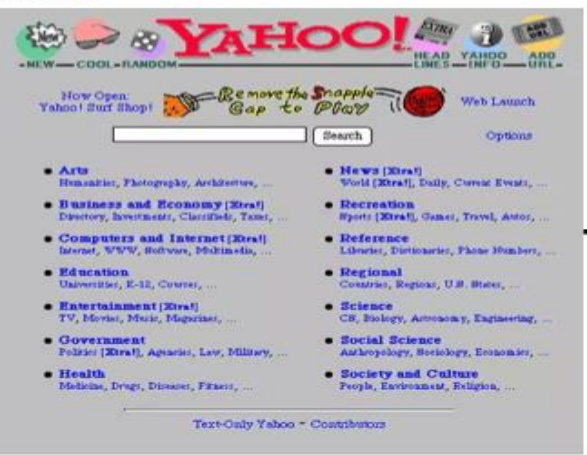 New
EXTRA
ADD URL
YAHOO!
NEW COOL RANDOM
HEAD LINES
YAHOO INFO
ADD URL
Now Open:
Yahoo! Surf Shop!
Remove the Snapple
Cap to Play
Web Launch
Search
Options
Arts
Humanities, Photography, Architecture, ...
Business and Economy [Xtra!]
Directory, Investments, Classifieds, Taxes, ...
Computers and Internet [Xtra!]
Internet, WWW, Software, Multimedia, ...
Education
Universities, K-12, Courses, ...
Entertainment [Xtra!]
TV, Movies, Music, Magazines, ...
Government
Politics [Xtra!], Agencies, Law, Military, ...
Health
Medicine, Drugs, Diseases, Fitness, ...
News [Xtra!]
World [Xtra!], Daily, Current Events, ...
Recreation
Sports [Xtra!], Games, Travel, Autos, ...
Reference
Libraries, Dictionaries, Phone Numbers, ...
Regional
Countries, Regions, U.S. States, ...
Science
CS, Biology, Astronomy, Engineering, ...
Social Science
Anthropology, Sociology, Economics, ...
Society and Culture
People, Environment, Religion, ...
Text-Only Yahoo - Contributors